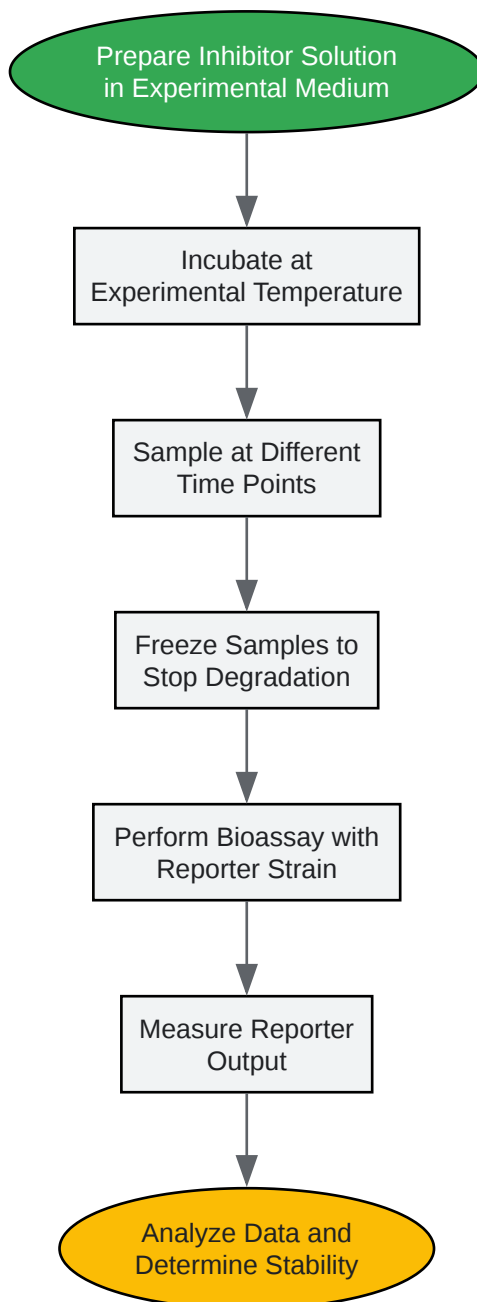 Prepare Inhibitor Solution
in Experimental Medium
Incubate at
Experimental Temperature
Sample at Different
Time Points
Freeze Samples to
Stop Degradation
Perform Bioassay with
Reporter Strain
Measure Reporter
Output
Analyze Data and
Determine Stability